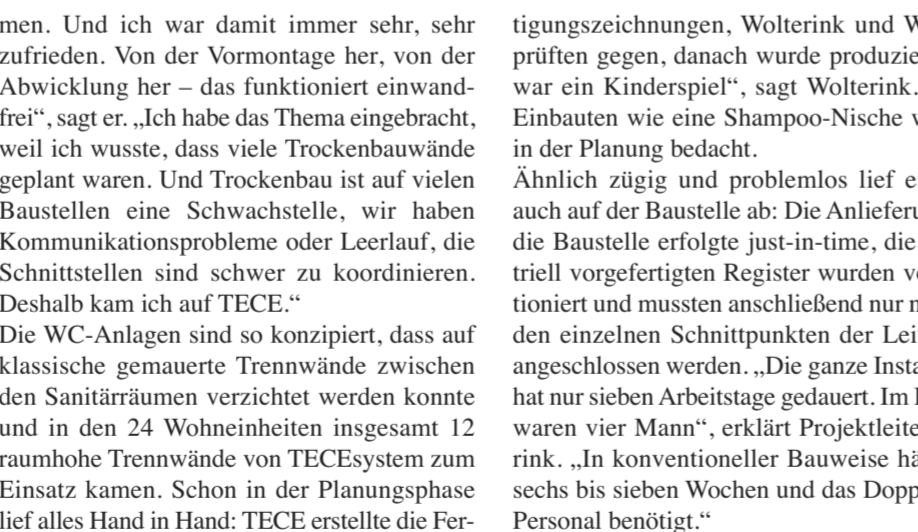 men. Und ich war damit immer sehr, sehr
zufrieden. Von der Vormontage her, von der
Abwicklung her – das funktioniert einwand-
frei“, sagt er. „Ich habe das Thema eingebracht,
weil ich wusste, dass viele Trockenbauwände
geplant waren. Und Trockenbau ist auf vielen
Baustellen eine Schwachstelle, wir haben
Kommunikationsprobleme oder Leerlauf, die
Schnittstellen sind schwer zu koordinieren.
Deshalb kam ich auf TECE.“
Die WC-Anlagen sind so konzipiert, dass auf
klassische gemauerte Trennwände zwischen
den Sanitärräumen verzichtet werden konnte
und in den 24 Wohneinheiten insgesamt 12
raumhohe Trennwände von TECEsystem zum
Einsatz kamen. Schon in der Planungsphase
lief alles Hand in Hand: TECE erstellte die Fer-
tigungszeichnungen, Wolterink und
prüften gegen, danach wurde
war ein Kinderspiel“, sagt Wolterink.
Einbauten wie eine Shampoo-Nische
in der Planung bedacht.
Ähnlich zügig und problemlos lief
auch auf der Baustelle ab: Die
die Baustelle erfolgte just-in-time, die
triell vorgefertigten Register wurden
tioniert und mussten anschließend nur
den einzelnen Schnittpunkten der
angeschlossen werden. „Die ganze
hat nur sieben Arbeitstage gedauert. Im
waren vier Mann“, erklärt
rink. „In konventioneller Bauweise
sechs bis sieben Wochen und das
Personal benötigt.“